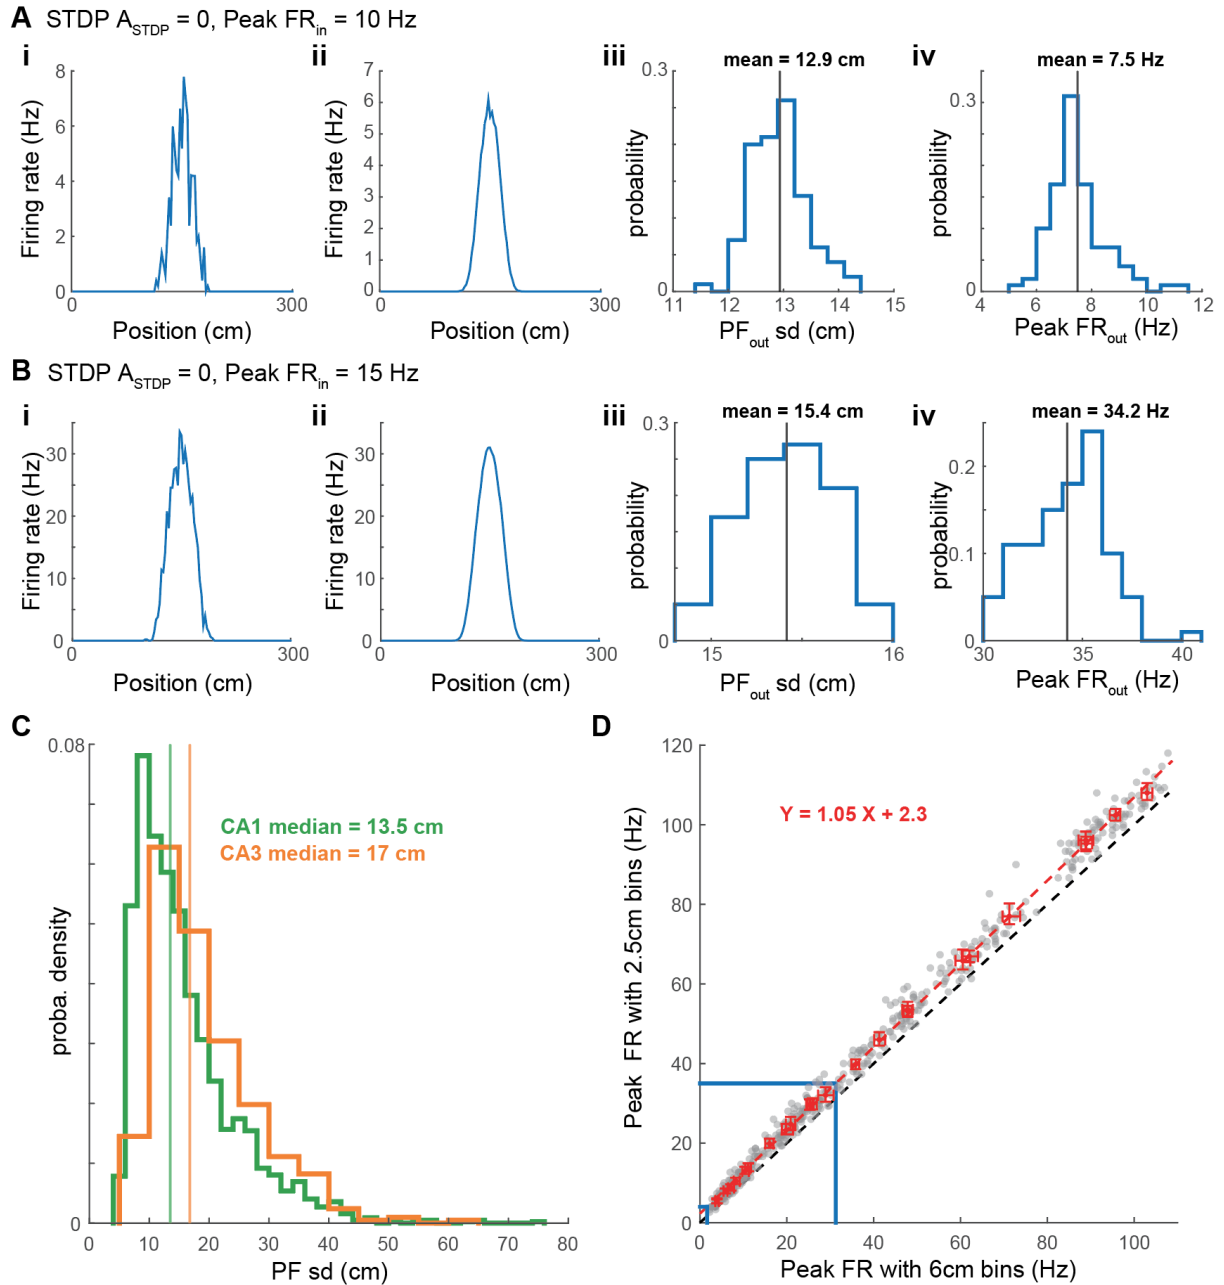 A STDP A_STDP = 0, Peak FR_in = 10 Hz
i
8
6
4
2
0
0
300
Firing rate (Hz)
Position (cm)
ii
7
6
5
4
3
2
1
0
0
300
Firing rate (Hz)
Position (cm)
iii
mean = 12.9 cm
0.3
0
11 12 13 14 15
probability
PF_out sd (cm)
iv
mean = 7.5 Hz
0.3
0
4 6 8 10 12
probability
Peak FR_out (Hz)
B STDP A_STDP = 0, Peak FR_in = 15 Hz
i
30
20
10
0
0
300
Firing rate (Hz)
Position (cm)
ii
30
20
10
0
0
300
Firing rate (Hz)
Position (cm)
iii
mean = 15.4 cm
0.3
0
15 16
probability
PF_out sd (cm)
iv
mean = 34.2 Hz
0.2
0.1
0
30 35 40
probability
Peak FR_out (Hz)
C
0.08
0
0 10 20 30 40 50 60 70 80
proba. density
PF sd (cm)
CA1 median = 13.5 cm
CA3 median = 17 cm
D
120
100
80
60
40
20
0
0 20 40 60 80 100
Peak FR with 2.5cm bins (Hz)
Peak FR with 6cm bins (Hz)
Y = 1.05 X + 2.3